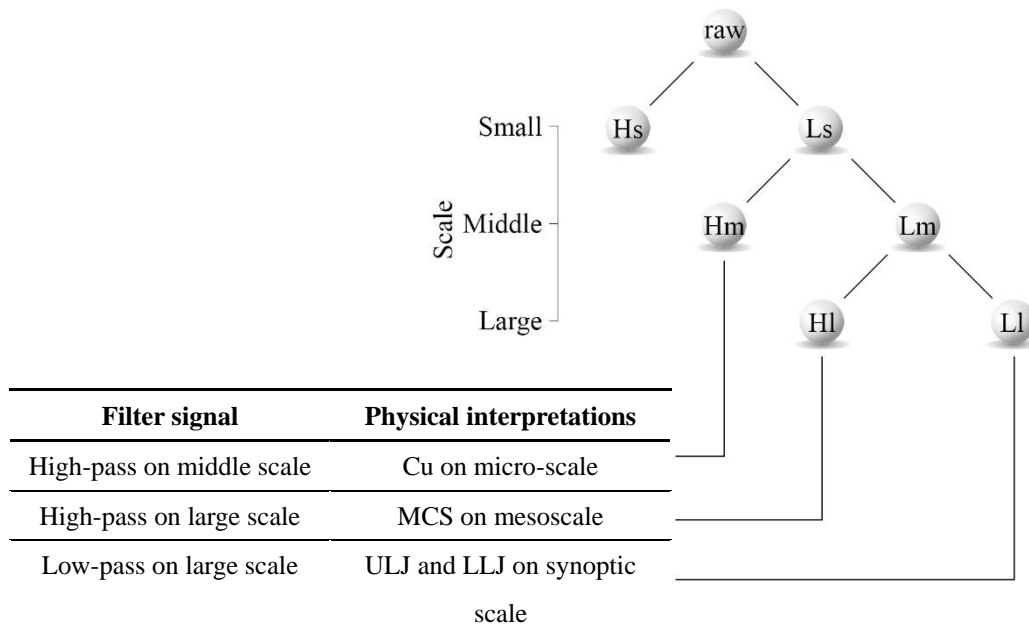 raw
Small
Hs
Ls
Scale
Middle
Hm
Lm
Large
Hl
Ll
Filter signal Physical interpretations
High-pass on middle scale Cu on micro-scale
High-pass on large scale MCS on mesoscale
Low-pass on large scale ULJ and LLJ on synoptic
scale